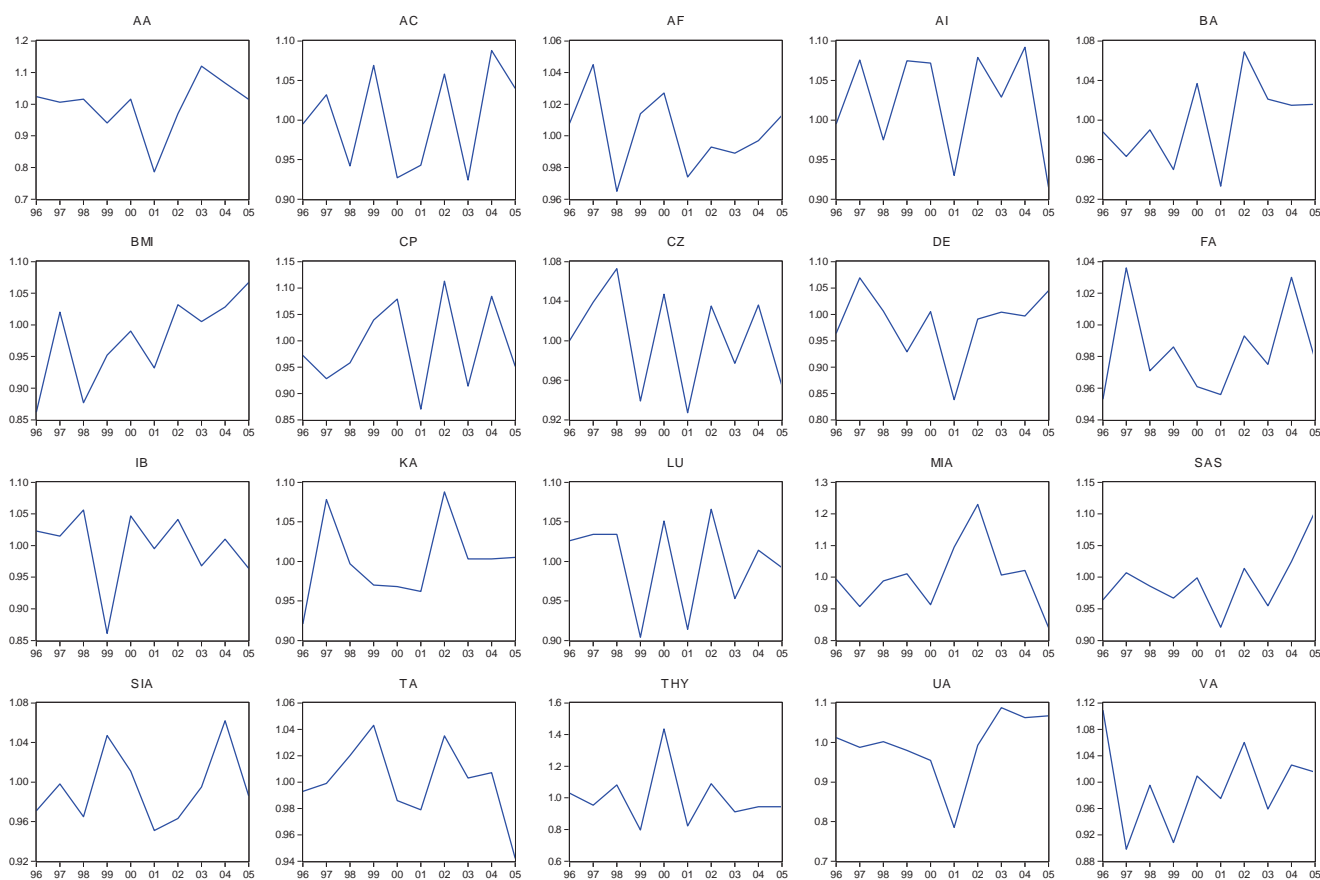 AA AC AF AI BA
1.2 1.10 1.06 1.10 1.08
1.1 1.05 1.04 1.05 1.04
1.0 1.02
0.9 1.00 1.00 1.00 1.00
0.8 0.95 0.98 0.95 0.96
0.7 0.90 0.96 0.90 0.92
96 97 98 99 00 01 02 03 04 05 96 97 98 99 00 01 02 03 04 05 96 97 98 99 00 01 02 03 04 05 96 97 98 99 00 01 02 03 04 05 96 97 98 99 00 01 02 03 04 05
BMI CP CZ DE FA
1.10 1.15 1.08 1.10 1.04
1.05 1.10 1.04 1.05 1.02
1.00 1.05 1.00 1.00
0.95 1.00 1.00 0.95 0.98
0.90 0.95 0.96 0.90 0.96
0.90 0.85
0.85 0.85 0.92 0.80 0.94
96 97 98 99 00 01 02 03 04 05 96 97 98 99 00 01 02 03 04 05 96 97 98 99 00 01 02 03 04 05 96 97 98 99 00 01 02 03 04 05 96 97 98 99 00 01 02 03 04 05
IB KA LU MIA SAS
1.10 1.10 1.10 1.3 1.15
1.05 1.05 1.05 1.2 1.10
1.00 1.1 1.05
0.95 1.00 1.00 1.0 1.00
0.90 0.95 0.95 0.9 0.95
0.85 0.90 0.90 0.8 0.90
96 97 98 99 00 01 02 03 04 05 96 97 98 99 00 01 02 03 04 05 96 97 98 99 00 01 02 03 04 05 96 97 98 99 00 01 02 03 04 05 96 97 98 99 00 01 02 03 04 05
SIA TA THY UA VA
1.08 1.06 1.6 1.1 1.12
1.04 1.04 1.4 1.0 1.08
1.02 1.2 1.04
1.00 1.00 1.0 0.9 1.00
0.96 0.98 0.8 0.8 0.96
0.96 0.92
0.92 0.94 0.6 0.7 0.88
96 97 98 99 00 01 02 03 04 05 96 97 98 99 00 01 02 03 04 05 96 97 98 99 00 01 02 03 04 05 96 97 98 99 00 01 02 03 04 05 96 97 98 99 00 01 02 03 04 05